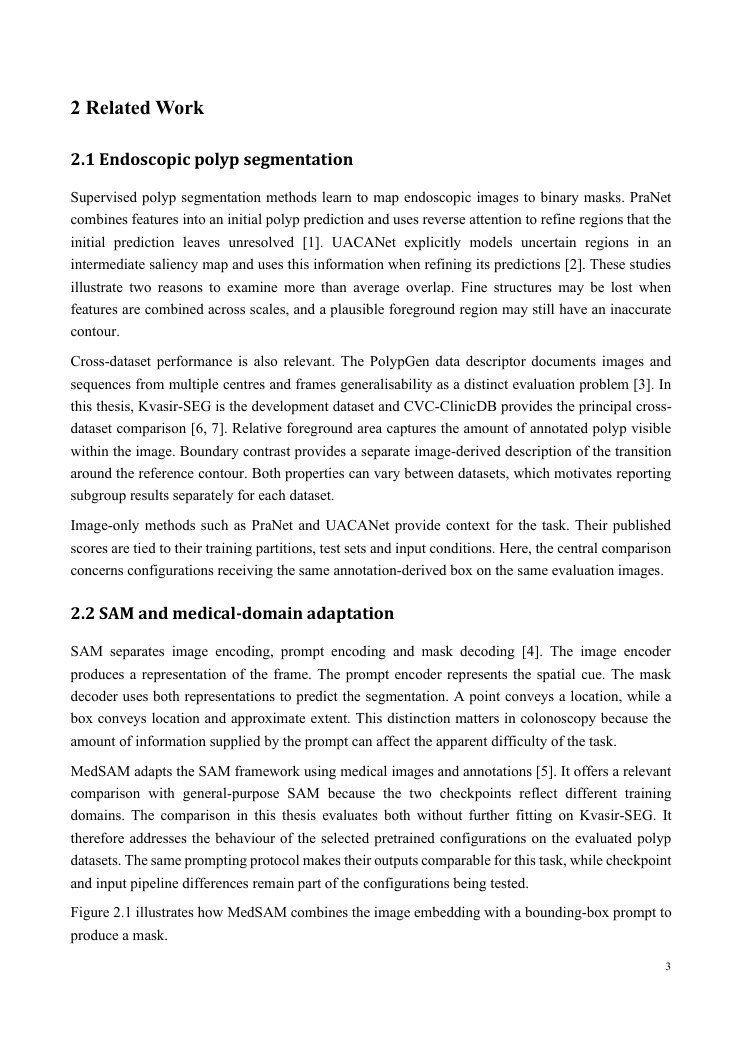 2 Related Work
2.1 Endoscopic polyp segmentation
Supervised polyp segmentation methods learn to map endoscopic images to binary masks. PraNet
combines features into an initial polyp prediction and uses reverse attention to refine regions that the
initial prediction leaves unresolved [1]. UACANet explicitly models uncertain regions in an
intermediate saliency map and uses this information when refining its predictions [2]. These studies
illustrate two reasons to examine more than average overlap. Fine structures may be lost when
features are combined across scales, and a plausible foreground region may still have an inaccurate
contour.
Cross-dataset performance is also relevant. The PolypGen data descriptor documents images and
sequences from multiple centres and frames generalisability as a distinct evaluation problem [3]. In
this thesis, Kvasir-SEG is the development dataset and CVC-ClinicDB provides the principal cross-
dataset comparison [6, 7]. Relative foreground area captures the amount of annotated polyp visible
within the image. Boundary contrast provides a separate image-derived description of the transition
around the reference contour. Both properties can vary between datasets, which motivates reporting
subgroup results separately for each dataset.
Image-only methods such as PraNet and UACANet provide context for the task. Their published
scores are tied to their training partitions, test sets and input conditions. Here, the central comparison
concerns configurations receiving the same annotation-derived box on the same evaluation images.
2.2 SAM and medical-domain adaptation
SAM separates image encoding, prompt encoding and mask decoding [4]. The image encoder
produces a representation of the frame. The prompt encoder represents the spatial cue. The mask
decoder uses both representations to predict the segmentation. A point conveys a location, while a
box conveys location and approximate extent. This distinction matters in colonoscopy because the
amount of information supplied by the prompt can affect the apparent difficulty of the task.
MedSAM adapts the SAM framework using medical images and annotations [5]. It offers a relevant
comparison with general-purpose SAM because the two checkpoints reflect different training
domains. The comparison in this thesis evaluates both without further fitting on Kvasir-SEG. It
therefore addresses the behaviour of the selected pretrained configurations on the evaluated polyp
datasets. The same prompting protocol makes their outputs comparable for this task, while checkpoint
and input pipeline differences remain part of the configurations being tested.
Figure 2.1 illustrates how MedSAM combines the image embedding with a bounding-box prompt to
produce a mask.
3